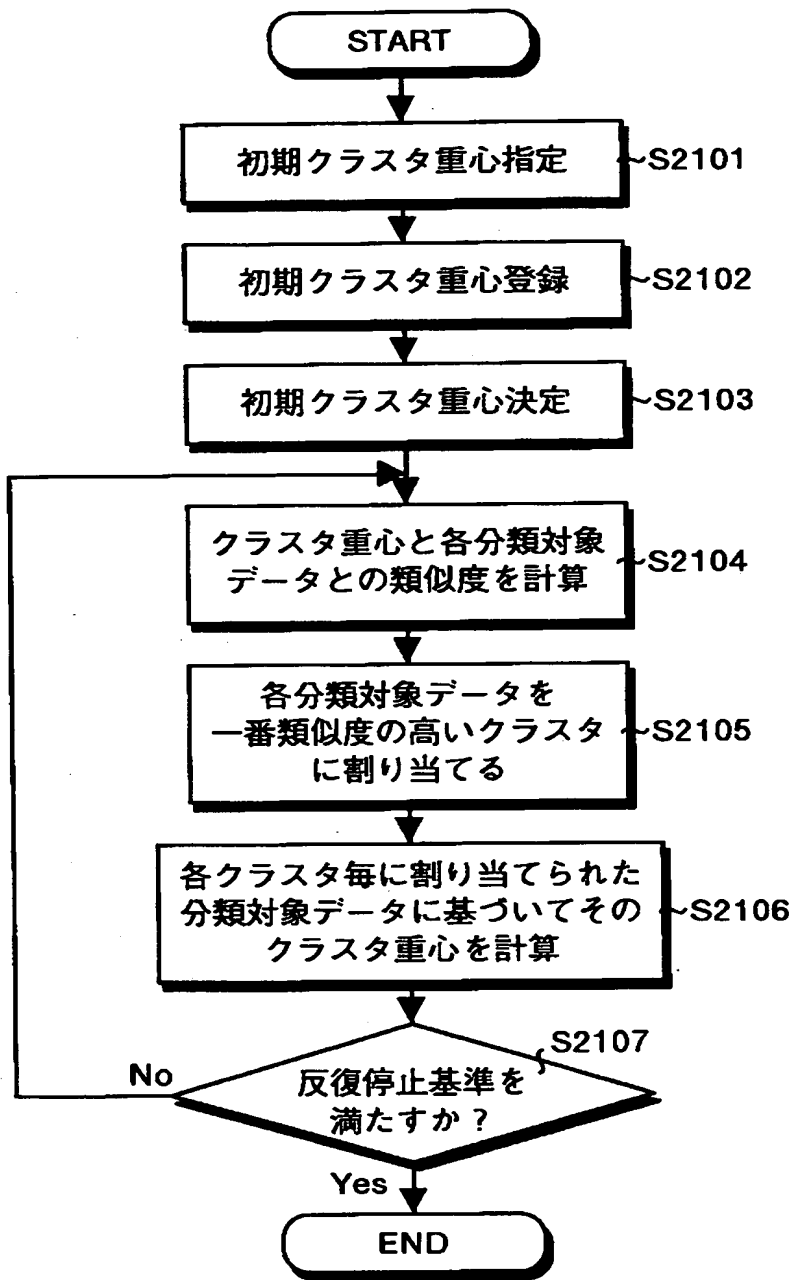 START
初期クラスタ重心指定
S2101
初期クラスタ重心登録
S2102
初期クラスタ重心決定
S2103
クラスタ重心と各分類対象
データとの類似度を計算
S2104
各分類対象データを
一番類似度の高いクラスタ
に割り当てる
S2105
各クラスタ毎に割り当てられた
分類対象データに基づいてその
クラスタ重心を計算
S2106
S2107
反復停止基準を
満たすか？
No
Yes
END